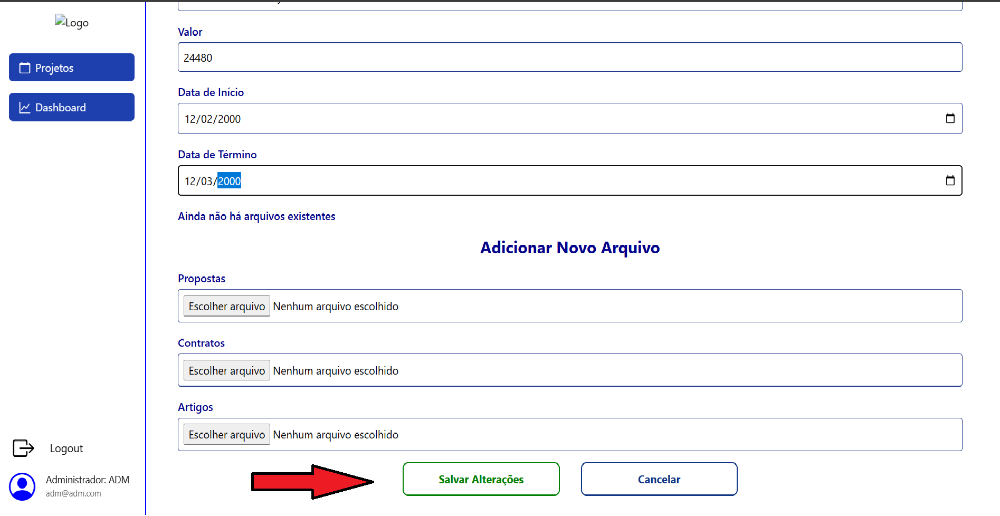 Logo
Projetos
Dashboard
Valor
24480
Data de Início
12/02/2000
Data de Término
12/03/2000
Ainda não há arquivos existentes
Adicionar Novo Arquivo
Propostas
Escolher arquivo Nenhum arquivo escolhido
Contratos
Escolher arquivo Nenhum arquivo escolhido
Artigos
Escolher arquivo Nenhum arquivo escolhido
Salvar Alterações Cancelar
Logout
Administrador: ADM
adm@adm.com